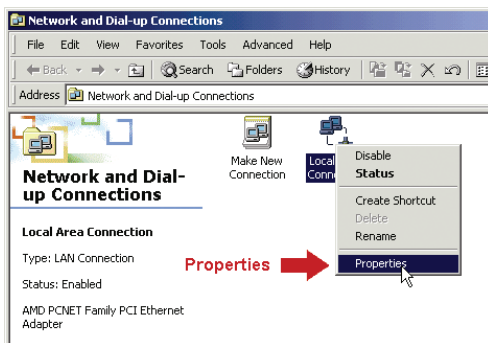 Network and Dial-up Connections
File Edit View Favorites Tools Advanced Help
Back Search Folders History
Address Network and Dial-up Connections
Network and Dial-
up Connections
Local Area Connection
Type: LAN Connection
Status: Enabled
AMD PCNET Family PCI Ethernet
Adapter
Make New
Connection
Local
Conne
Disable
Status
Create Shortcut
Delete
Rename
Properties
Properties